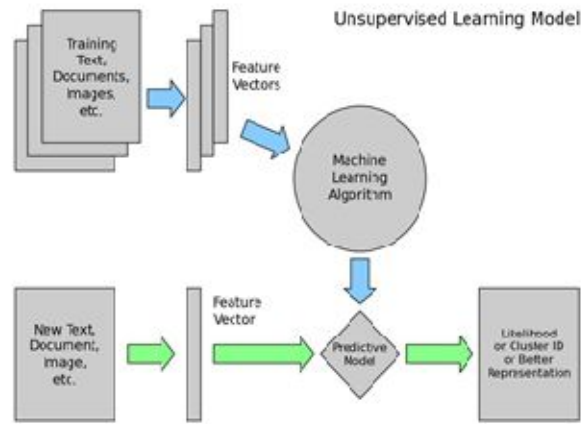 Unsupervised Learning Model
Training
Text,
Documents,
Images,
etc.
Feature
Vectors
Machine
Learning
Algorithm
New Text,
Document,
Image,
etc.
Feature
Vector
Predictive
Model
Likelihood
or Cluster ID
or Better
Representation